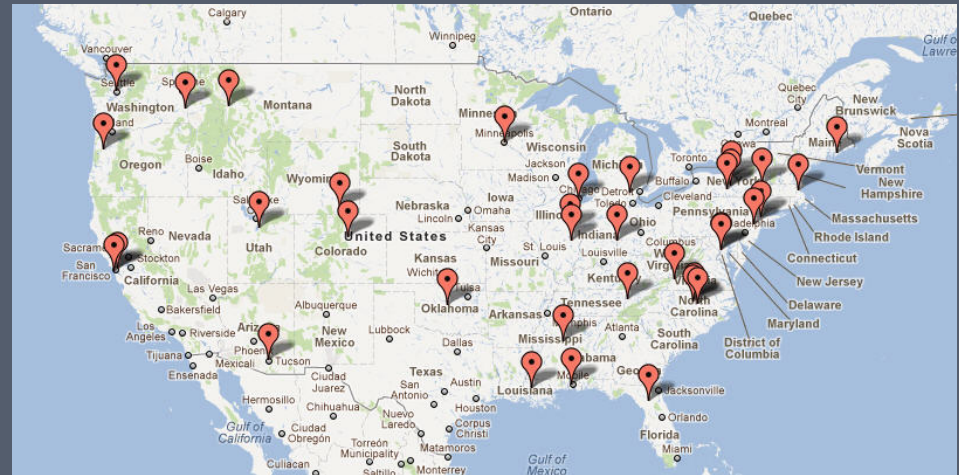 Calgary
Ontario
Quebec
Winnipeg
Gulf of
Vancouver
Lawre
Seattle
Washington
Montana
North
Dakota
Quebec
City
New
Brunswick
Montreal
Minneapolis
Nova
Scotia
Oregon
Boise
Idaho
South
Dakota
Wisconsin
Jackson
Toronto
Vermont
Madison
Detroit
Buffalo
New
Hampshire
Wyoming
Iowa
Toledo
Cleveland
Nebraska
Omaha
Pennsylvania
Massachusetts
Lincoln
Illinois
Indiana
Ohio
Rhode Island
Reno
Nevada
Utah
United States
Kansas
City
Columbus
Connecticut
Stockton
Colorado
Kansas
St. Louis
San
Francisco
California
Missouri
Louisville
New Jersey
Las Vegas
Delaware
Bakersfield
Albuquerque
Oklahoma
Tulsa
Arkansas
Tennessee
North
Carolina
Maryland
Los
Angeles
Riverside
New
Mexico
Lubbock
Atlanta
South
Carolina
District of
Columbia
Tijuana
Mexicali
Tucson
Dallas
Mississippi
Ensenada
Ciudad
Juarez
Texas
Jacksonville
San
Antonio
Austin
Louisiana
Mobile
Hermosillo
Houston
Orlando
Chihuahua
Nuevo
Laredo
Corpus
Christi
Florida
Gulf of
California
Ciudad
Obregón
Miami
Torreón
Municipality
Matamoros
Gulf of
Mexico
Culiacan
Saltillo
Monterrey